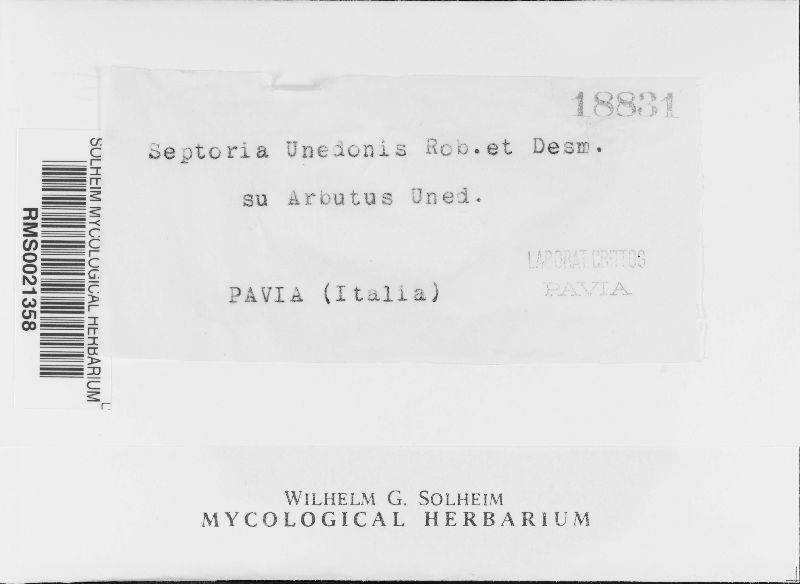 18831
Septoria Unedonis Rob.et Desm.
su Arbutus Uned.
LABORAT CRITTOG
PAVIA
PAVIA (Italia)
SOLHEIM MYCOLOGICAL HERBARIUM
RMS0021358
WILHELM G. SOLHEIM
MYCOLOGICAL HERBARIUM